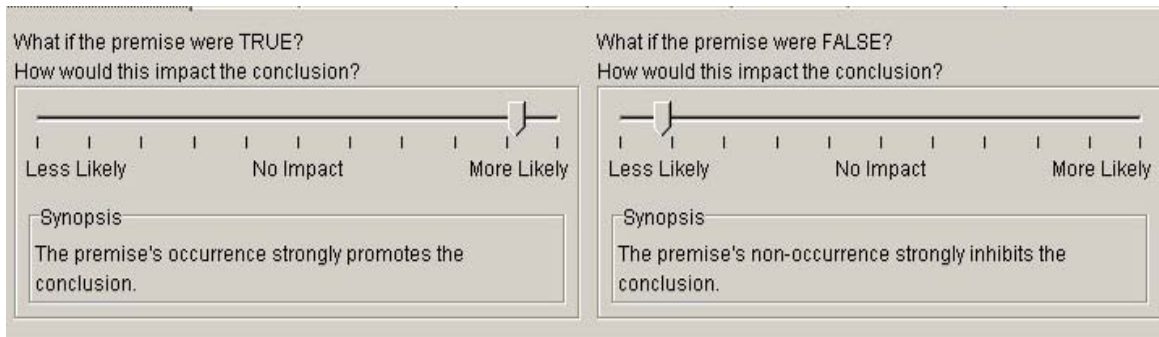 What if the premise were TRUE?
How would this impact the conclusion?
Less Likely No Impact More Likely
Synopsis
The premise's occurrence strongly promotes the
conclusion.
What if the premise were FALSE?
How would this impact the conclusion?
Less Likely No Impact More Likely
Synopsis
The premise's non-occurrence strongly inhibits the
conclusion.